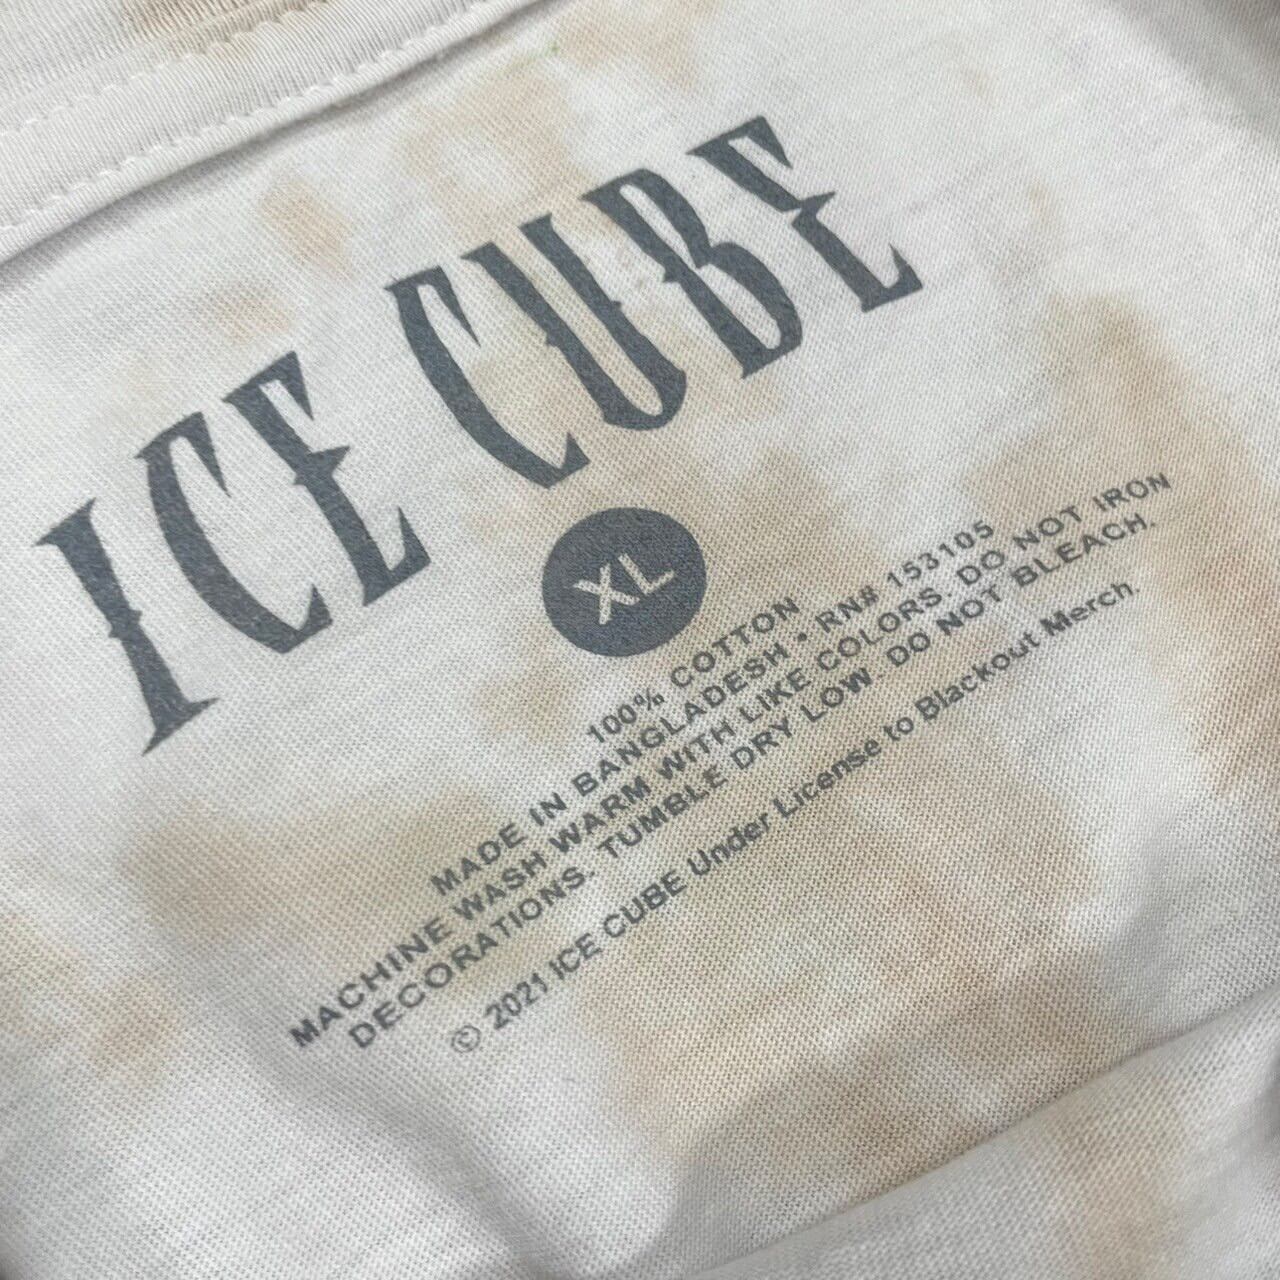 ICE CUBE
XL
100% COTTON
MADE IN BANGLADESH • RN# 153105
MACHINE WASH WARM WITH LIKE COLORS. DO NOT IRON
DECORATIONS. TUMBLE DRY LOW. DO NOT BLEACH.
© 2021 ICE CUBE Under License to Blackout Merch.